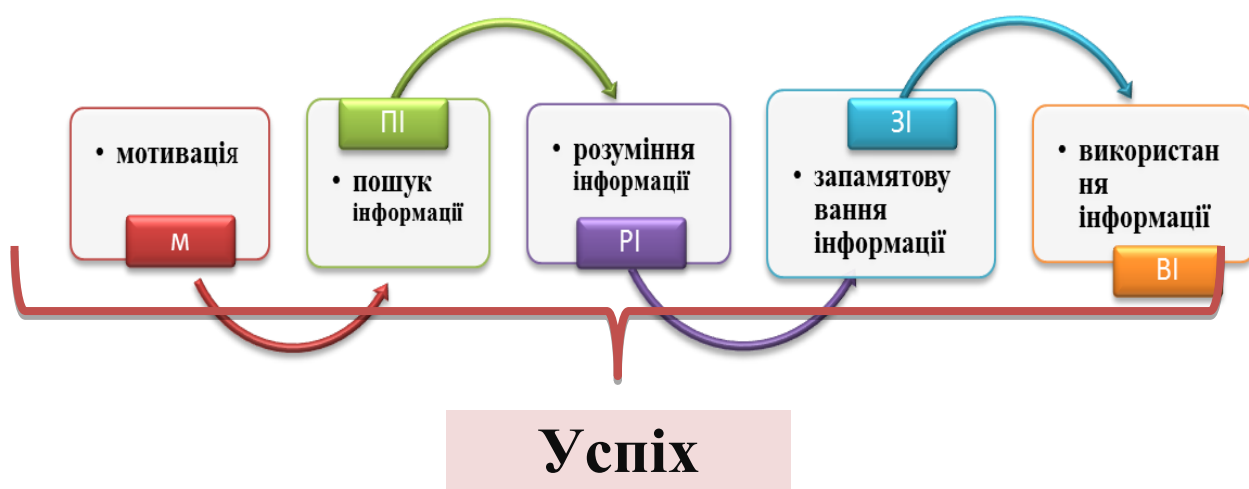 мотивація
М
ПІ
пошук
інформації
розуміння
інформації
РІ
ЗІ
запамятову
вання
інформації
використан
ня
інформації
ВІ
Успіх